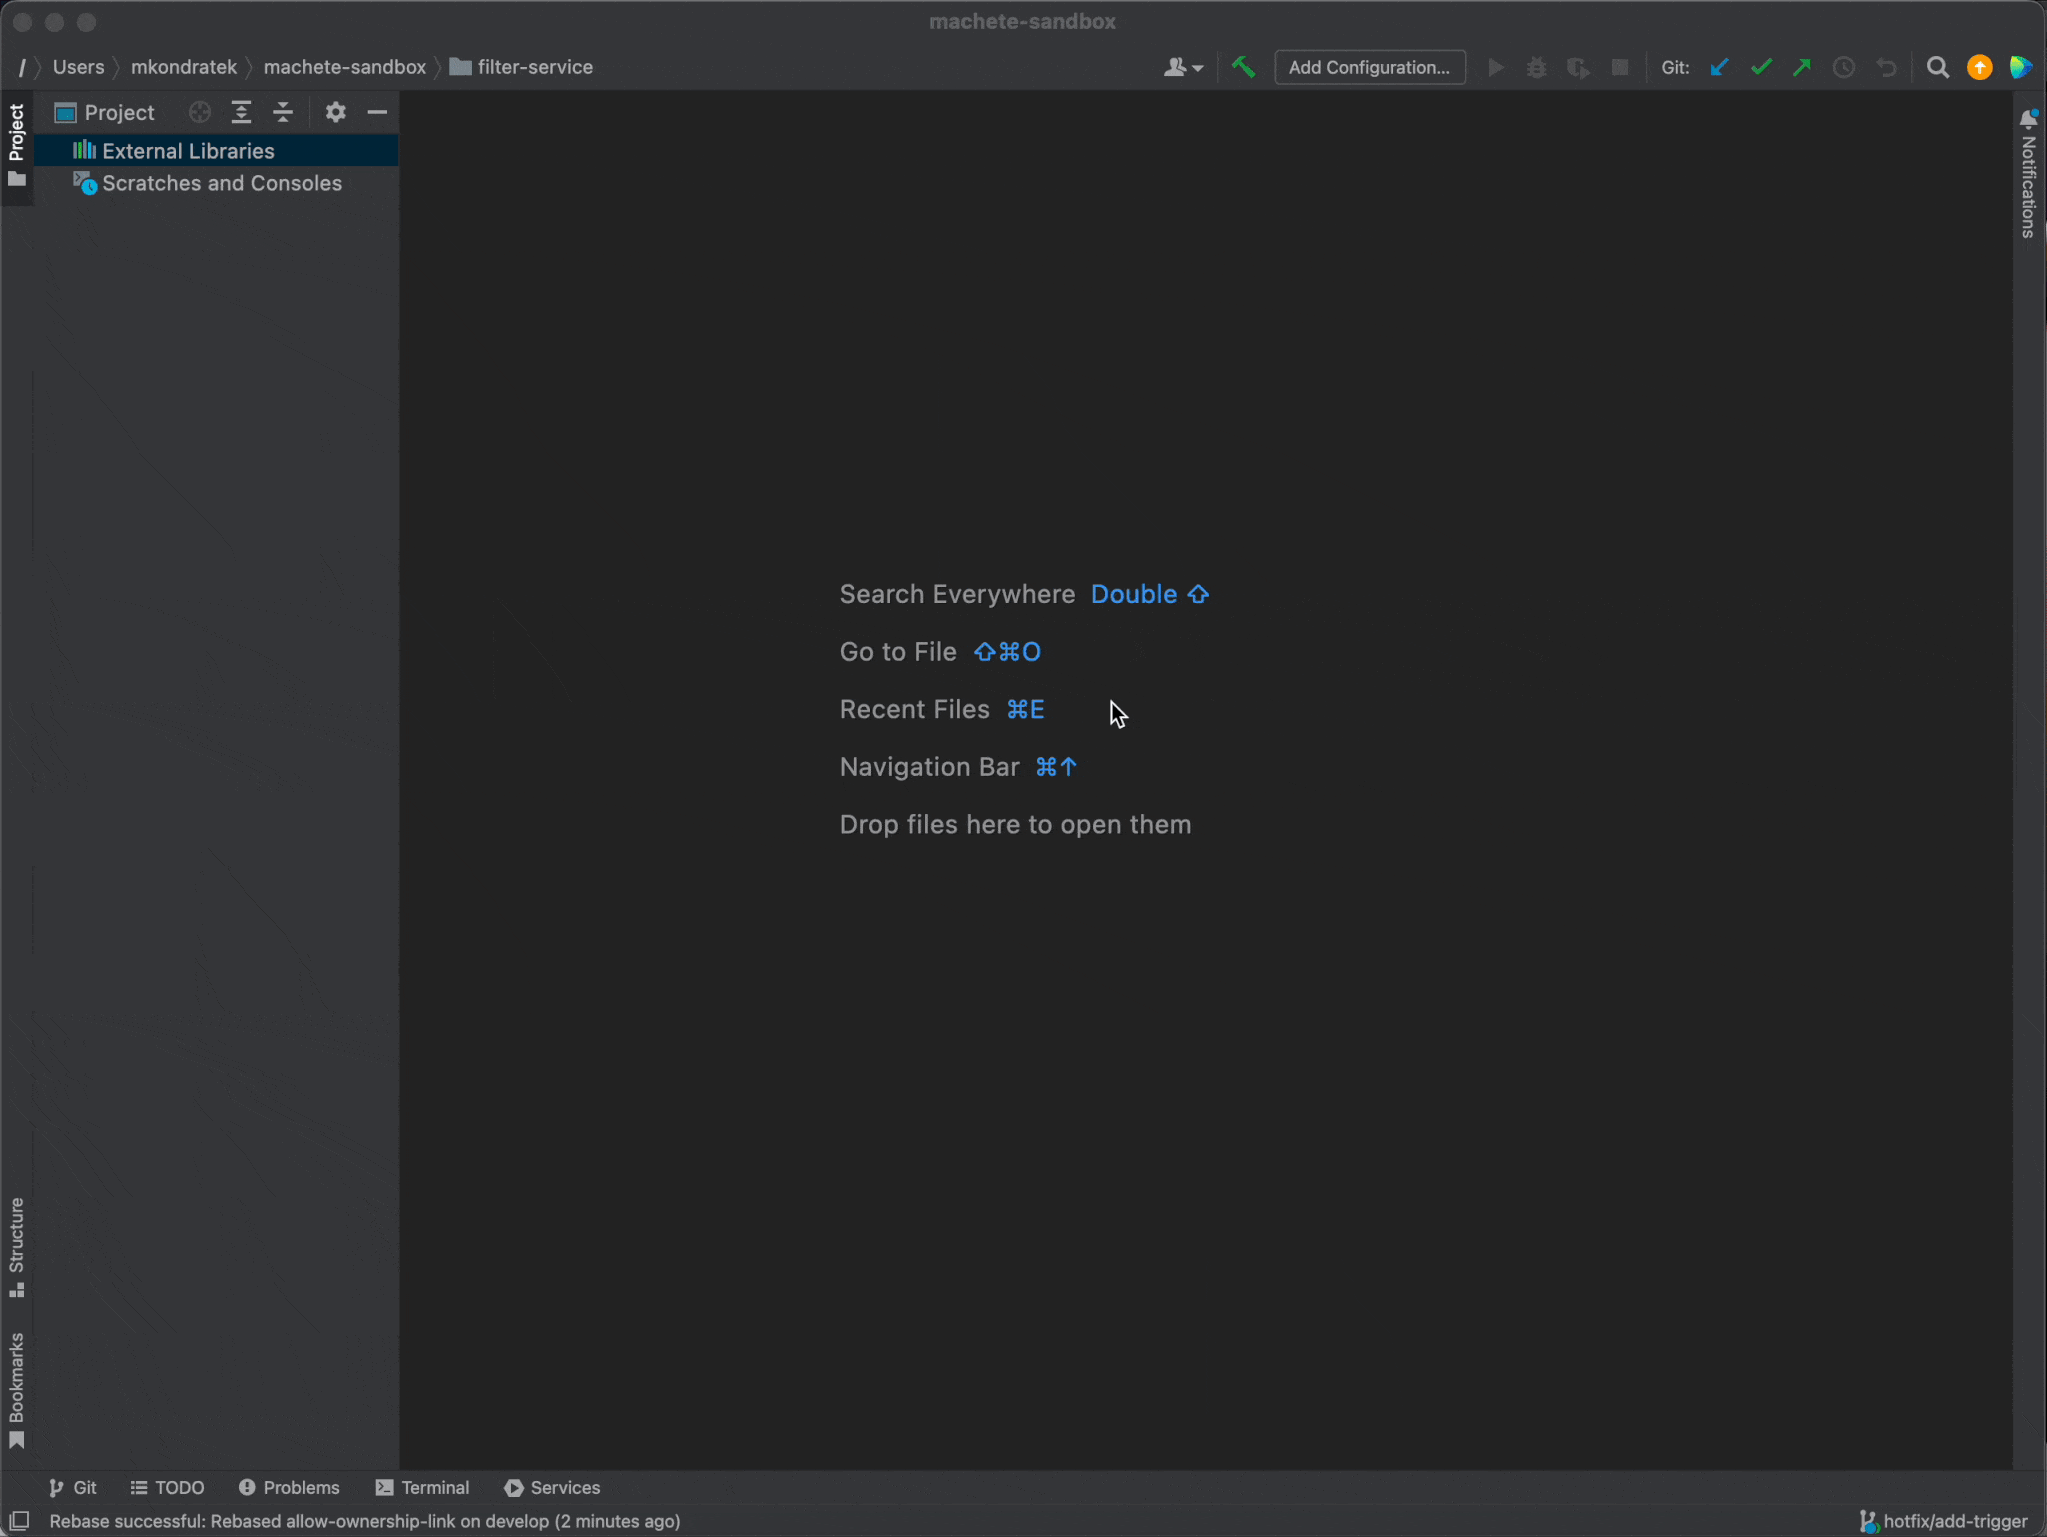 machete-sandbox
/ Users mkondratek machete-sandbox filter-service
Add Configuration...
Git:
Project
Project
External Libraries
Scratches and Consoles
Notifications
Search Everywhere Double ⇧
Go to File ⇧⌘O
Recent Files ⌘E
Navigation Bar ⌘↑
Drop files here to open them
Structure
Bookmarks
Git TODO Problems Terminal Services
Rebase successful: Rebased allow-ownership-link on develop (2 minutes ago)
hotfix/add-trigger